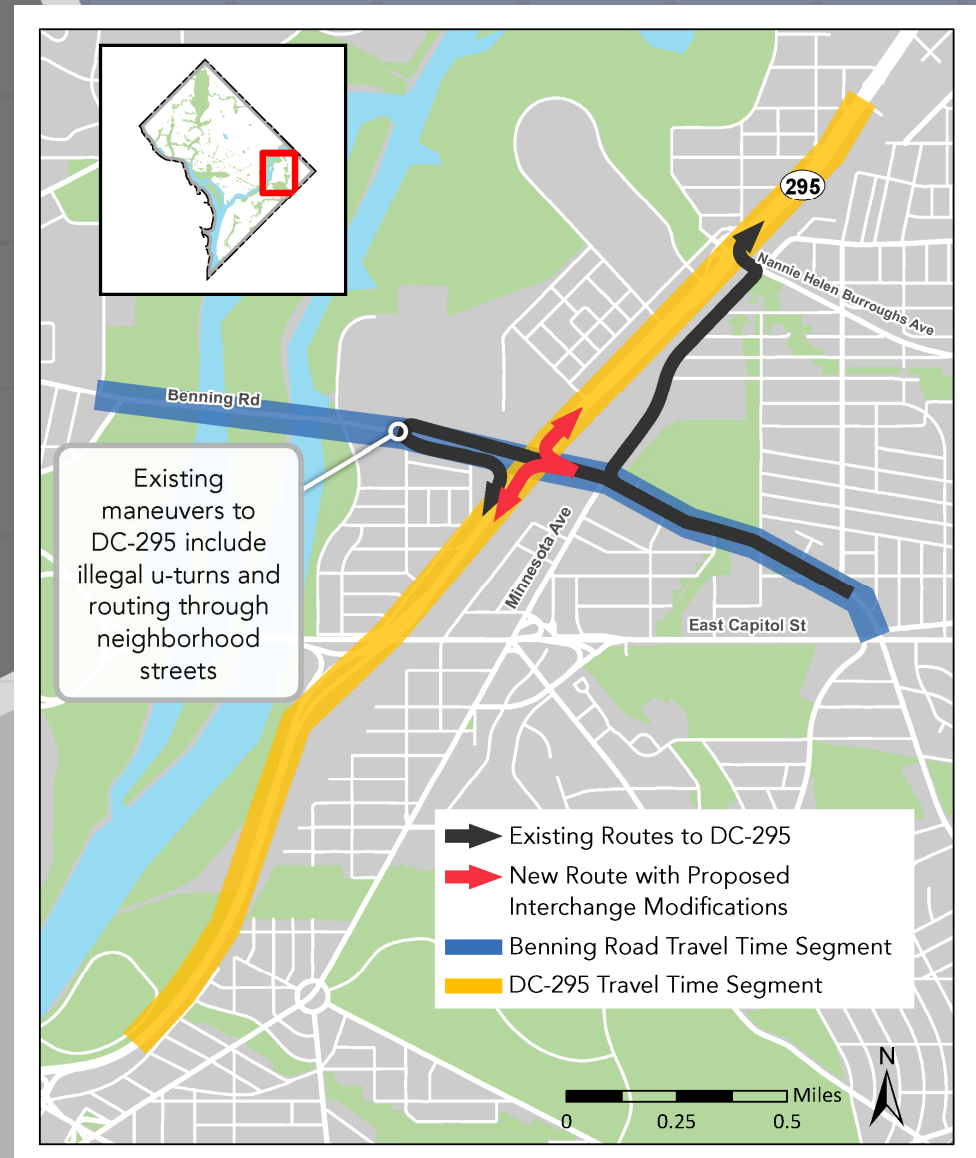 295
Nannie Helen Burroughs Ave
Benning Rd
Existing
maneuvers to
DC-295 include
illegal u-turns and
routing through
neighborhood
streets
Minnesota Ave
East Capitol St
Existing Routes to DC-295
New Route with Proposed
Interchange Modifications
Benning Road Travel Time Segment
DC-295 Travel Time Segment
N
Miles
0 0.25 0.5